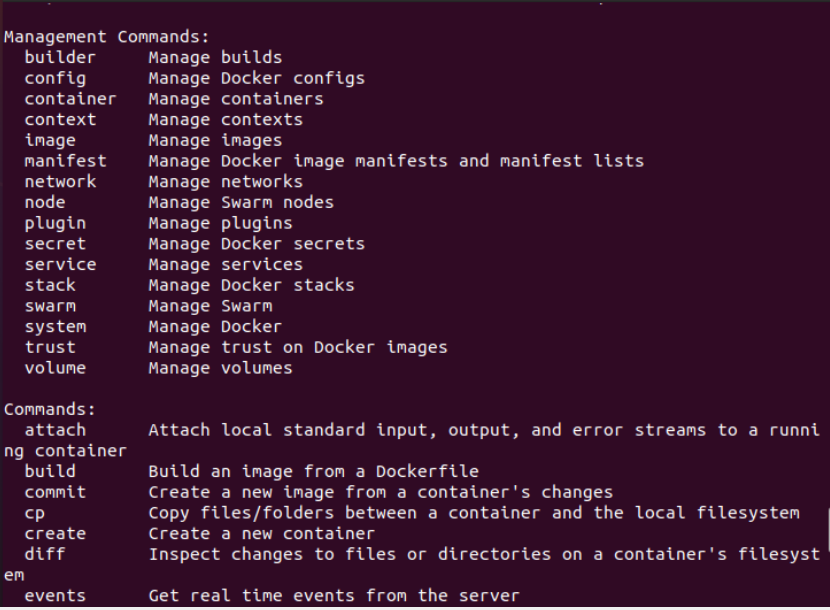 Management Commands:
  builder     Manage builds
  config      Manage Docker configs
  container   Manage containers
  context     Manage contexts
  image       Manage images
  manifest    Manage Docker image manifests and manifest lists
  network     Manage networks
  node        Manage Swarm nodes
  plugin      Manage plugins
  secret      Manage Docker secrets
  service     Manage services
  stack       Manage Docker stacks
  swarm       Manage Swarm
  system      Manage Docker
  trust       Manage trust on Docker images
  volume      Manage volumes

Commands:
  attach      Attach local standard input, output, and error streams to a runni
ng container
  build       Build an image from a Dockerfile
  commit      Create a new image from a container's changes
  cp          Copy files/folders between a container and the local filesystem
  create      Create a new container
  diff        Inspect changes to files or directories on a container's filesyst
em
  events      Get real time events from the server